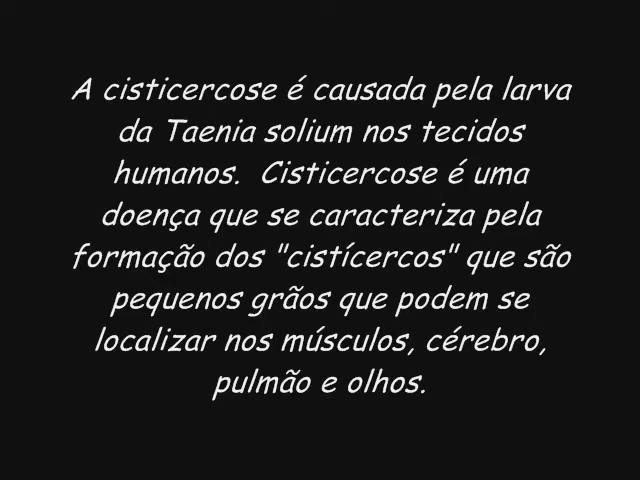 A cisticercose é causada pela larva
da Taenia solium nos tecidos
humanos.  Cisticercose é uma
doença que se caracteriza pela
formação dos "cistícercos" que são
pequenos grãos que podem se
localizar nos músculos, cérebro,
pulmão e olhos.